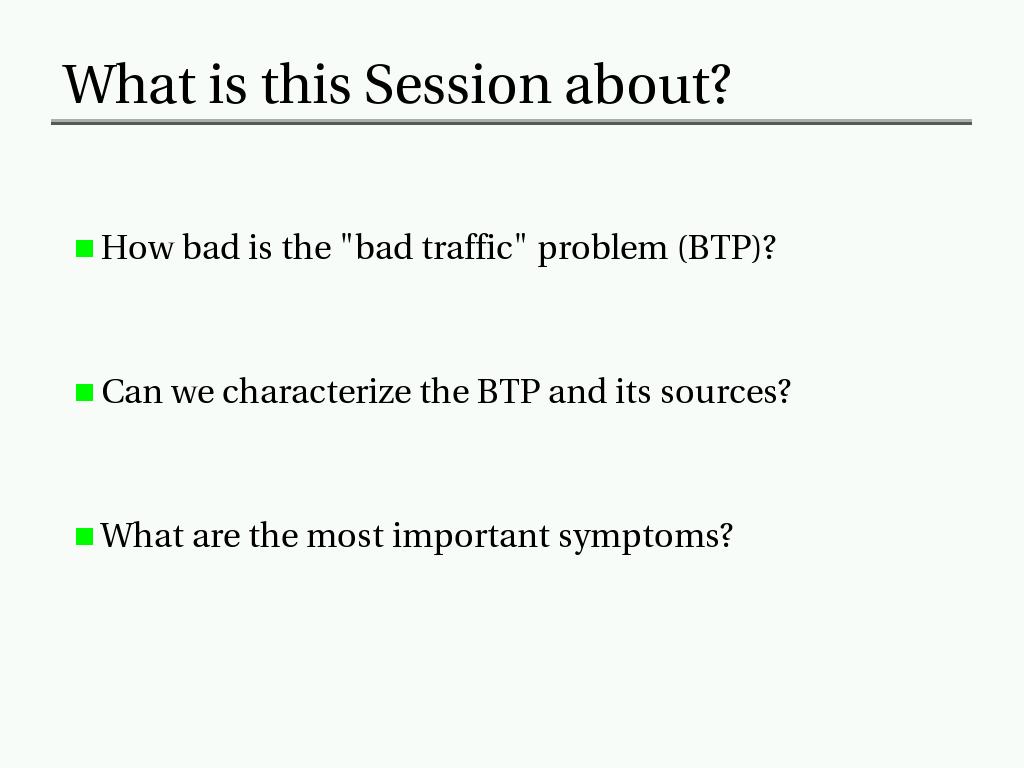 What is this Session about?
How bad is the "bad traffic" problem (BTP)?
Can we characterize the BTP and its sources?
What are the most important symptoms?